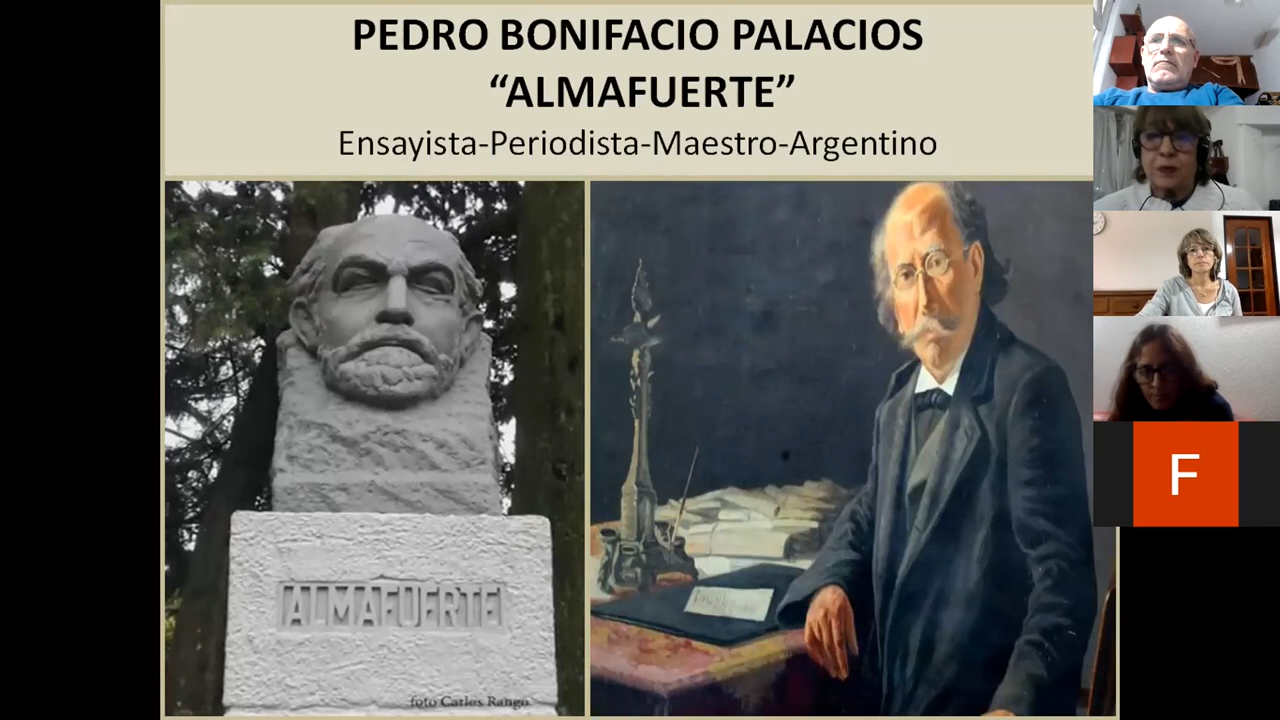 PEDRO BONIFACIO PALACIOS
“ALMAFUERTE”
Ensayista-Periodista-Maestro-Argentino
ALMAFUERTE
foto Carlos Rango
F